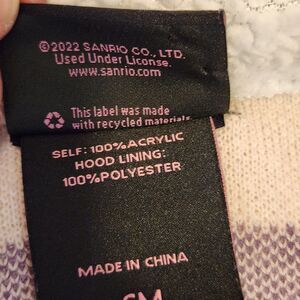 ©2022 SANRIO CO., LTD.
Used Under License.
www.sanrio.com
This label was made
with recycled materials
SELF: 100%ACRYLIC
HOOD LINING:
100%POLYESTER
MADE IN CHINA